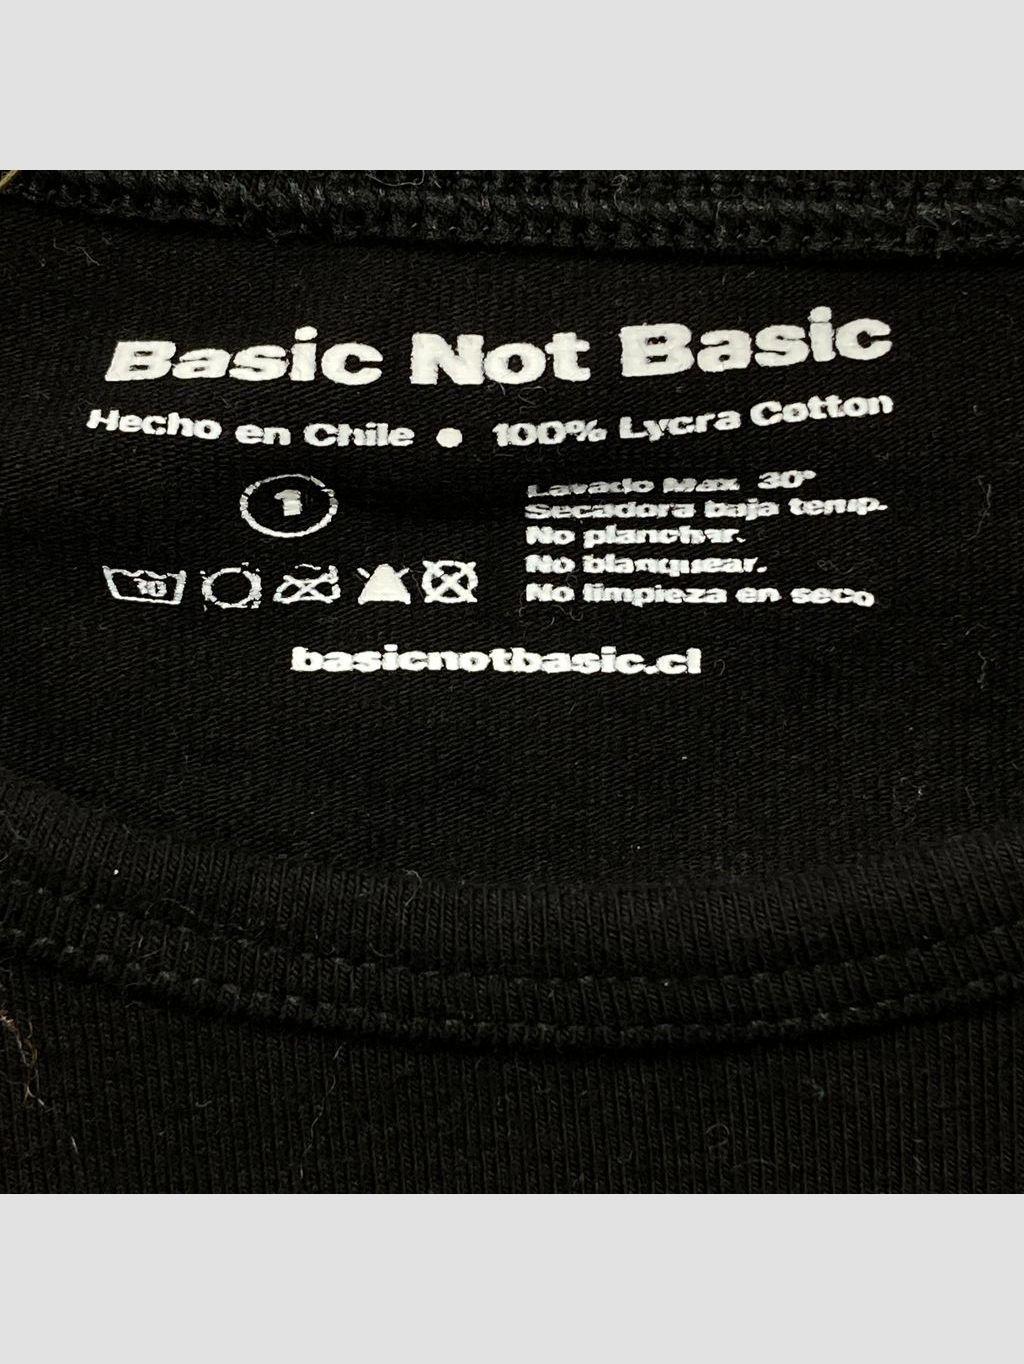 Basic Not Basic
Hecho en Chile • 100% Lycra Cotton
1
Lavado Max 30°
Secadora baja temp.
No planchar.
No blanquear.
No limpieza en seco
30
basicnotbasic.cl